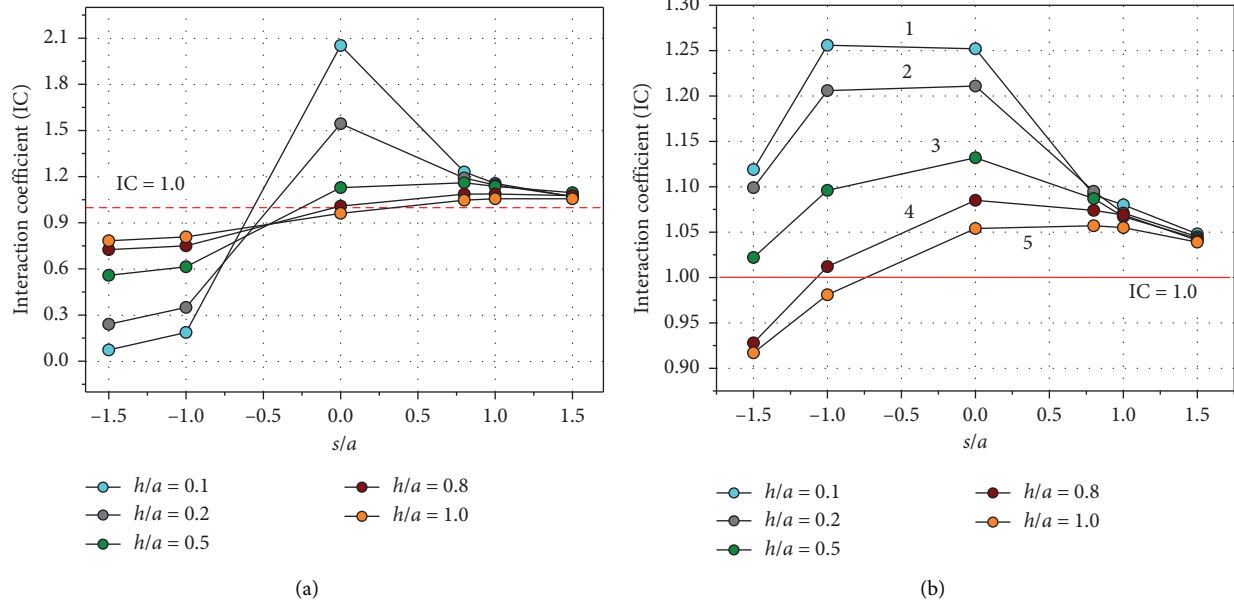 Interaction coefficient (IC)
2.1
1.8
1.5
1.2
0.9
0.6
0.3
0.0
IC = 1.0
–1.5 –1.0 –0.5 0.0 0.5 1.0 1.5
s/a
h/a = 0.1
h/a = 0.2
h/a = 0.5
h/a = 0.8
h/a = 1.0
(a)
Interaction coefficient (IC)
1.30
1.25
1.20
1.15
1.10
1.05
1.00
0.95
0.90
1
2
3
4
5
IC = 1.0
–1.5 –1.0 –0.5 0.0 0.5 1.0 1.5
s/a
h/a = 0.1
h/a = 0.2
h/a = 0.5
h/a = 0.8
h/a = 1.0
(b)